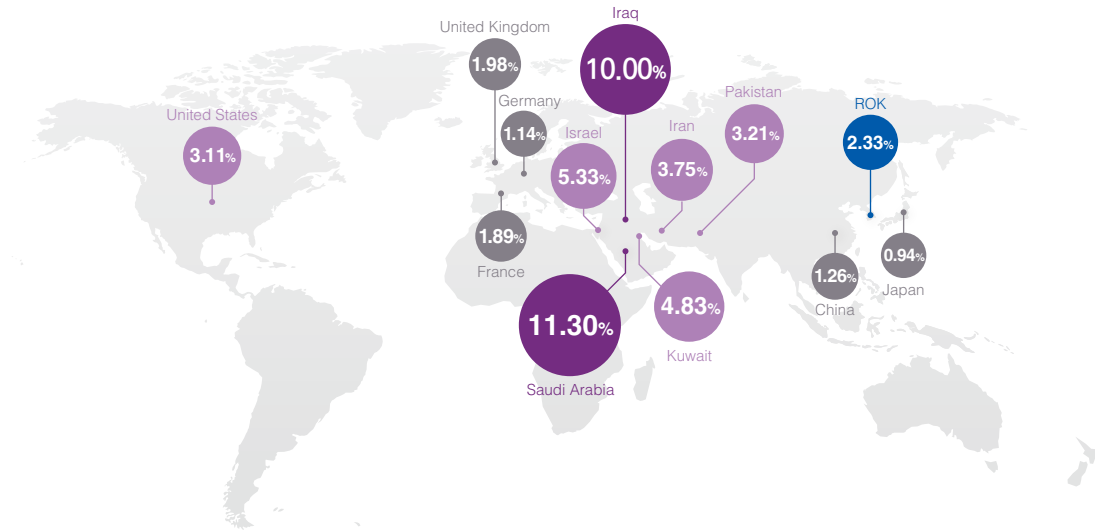 Iraq
10.00%
United Kingdom
1.98%
Germany
1.14%
Pakistan
3.21%
ROK
2.33%
United States
3.11%
Israel
5.33%
Iran
3.75%
1.89%
France
0.94%
Japan
1.26%
China
4.83%
Kuwait
11.30%
Saudi Arabia